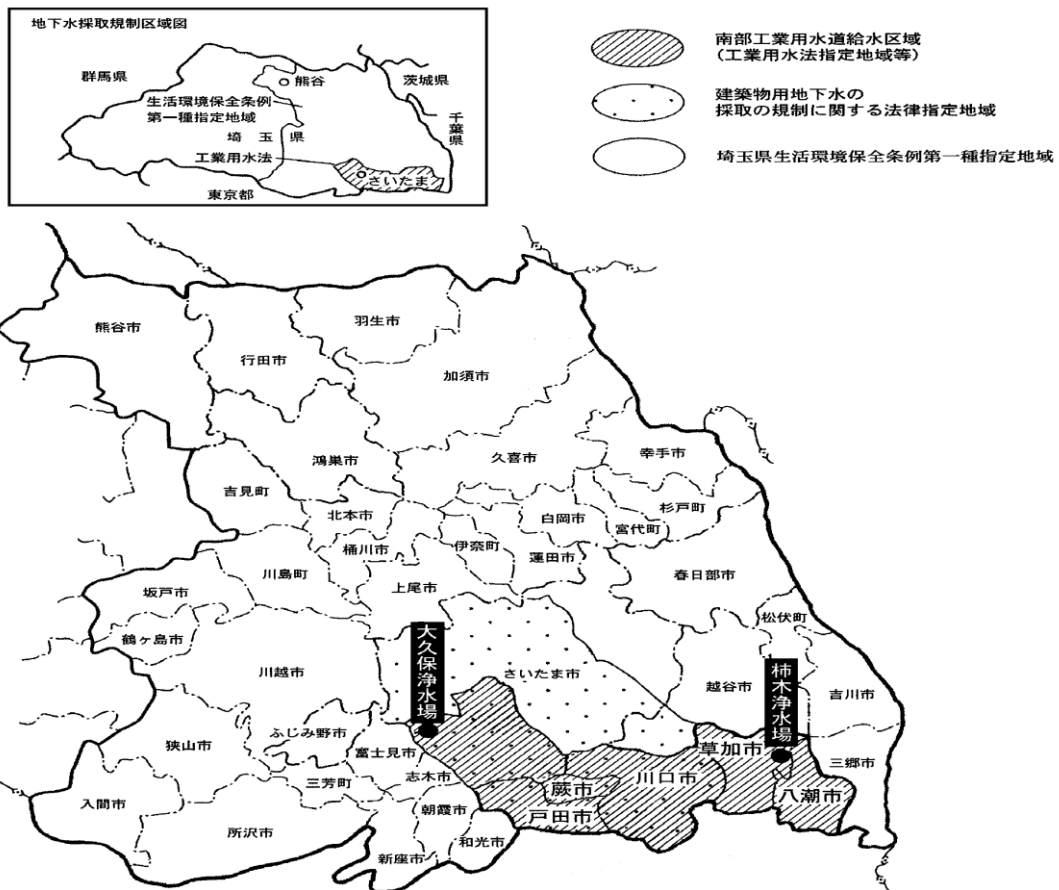 地下水採取規制区域図
群馬県
熊谷
茨城県
生活環境保全条例
第一種指定地域
千葉県
埼玉県
工業用水法
さいたま
東京都
南部工業用水道給水区域
(工業用水法指定地域等)
建築物用地下水の
採取の規制に関する法律指定地域
埼玉県生活環境保全条例第一種指定地域
熊谷市
羽生市
行田市
加須市
鴻巣市
久喜市
幸手市
吉見町
北本市
白岡市
杉戸町
宮代町
桶川市
伊奈町
蓮田市
川島町
上尾市
春日部市
坂戸市
松伏町
鶴ヶ島市
大久保浄水場
さいたま市
柿木浄水場
川越市
越谷市
吉川市
ふじみ野市
狭山市
富士見市
草加市
三郷市
三芳町
志木市
川口市
蕨市
八潮市
入間市
朝霞市
戸田市
所沢市
和光市
新座市